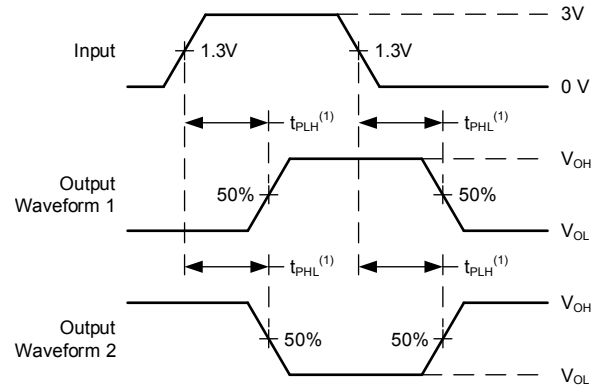 3V
Input
1.3V
1.3V
0 V
tPLH(1)
tPHL(1)
VOH
Output
Waveform 1
50%
50%
VOL
tPHL(1)
tPLH(1)
VOH
Output
Waveform 2
50%
50%
VOL